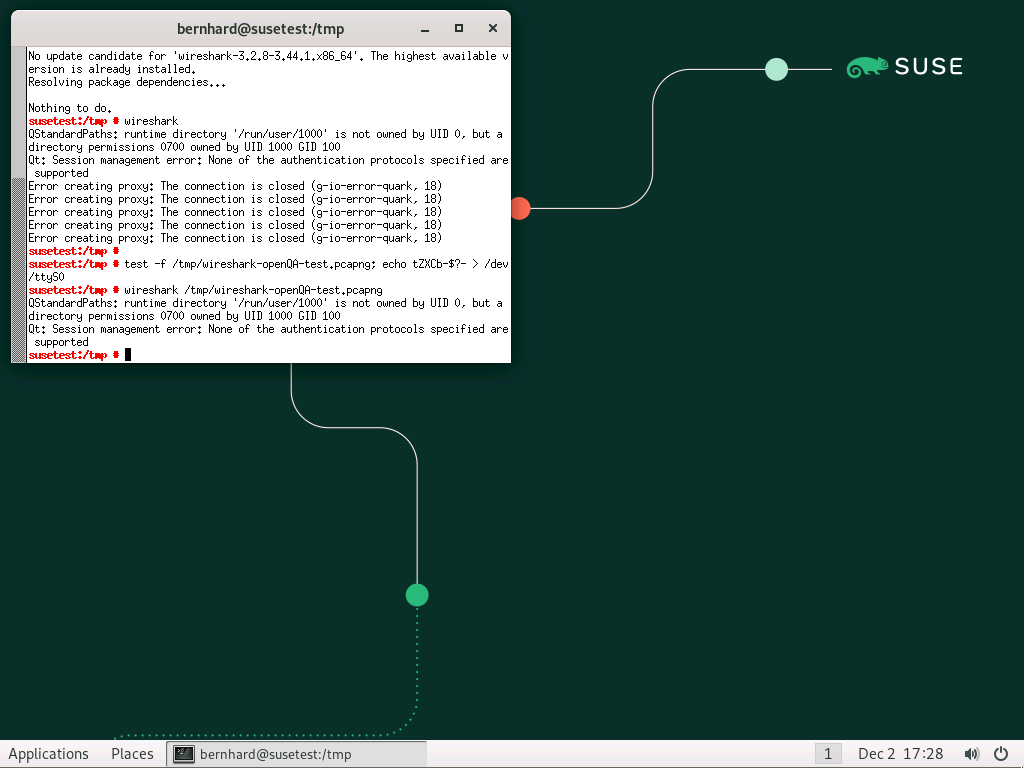 bernhard@susetest:/tmp
No update candidate for 'wireshark-3.2.8-3.44.1.x86_64'. The highest available v
ersion is already installed.
Resolving package dependencies...
Nothing to do.
susetest:/tmp # wireshark
QStandardPaths: runtime directory '/run/user/1000' is not owned by UID 0, but a
directory permissions 0700 owned by UID 1000 GID 100
Qt: Session management error: None of the authentication protocols specified are
 supported
Error creating proxy: The connection is closed (g-io-error-quark, 18)
Error creating proxy: The connection is closed (g-io-error-quark, 18)
Error creating proxy: The connection is closed (g-io-error-quark, 18)
Error creating proxy: The connection is closed (g-io-error-quark, 18)
Error creating proxy: The connection is closed (g-io-error-quark, 18)
susetest:/tmp #
susetest:/tmp # test -f /tmp/wireshark-openQA-test.pcapng; echo tZXCb-$?- > /dev
/ttyS0
susetest:/tmp # wireshark /tmp/wireshark-openQA-test.pcapng
QStandardPaths: runtime directory '/run/user/1000' is not owned by UID 0, but a
directory permissions 0700 owned by UID 1000 GID 100
Qt: Session management error: None of the authentication protocols specified are
 supported
susetest:/tmp #
SUSE
Applications Places bernhard@susetest:/tmp 1 Dec 2 17:28